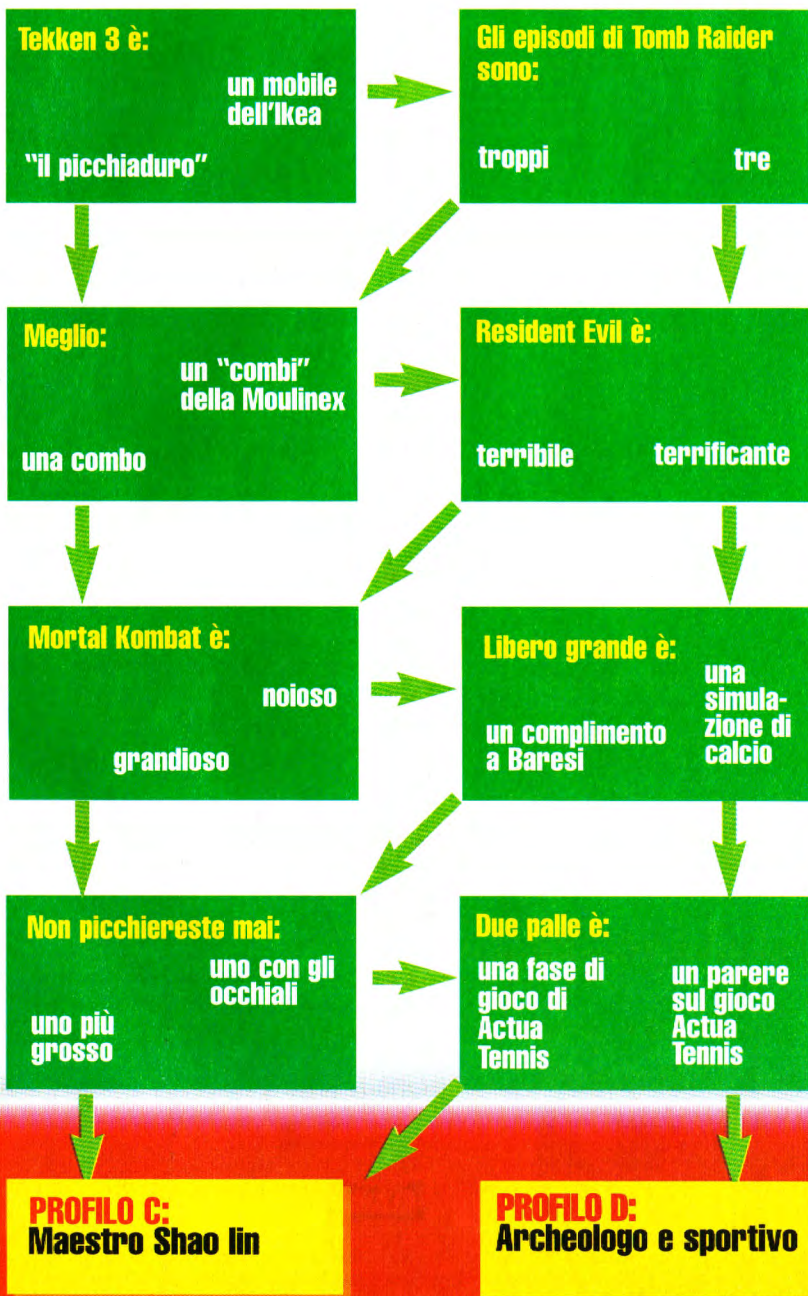 Tekken 3 è:
un mobile
dell'Ikea
"il picchiaduro"
Gli episodi di Tomb Raider
sono:
troppi
tre
Meglio:
un "combi"
della Moulinex
una combo
Resident Evil è:
terribile
terrificante
Mortal Kombat è:
noioso
grandioso
Libero grande è:
un complimento
a Baresi
una
simula-
zione di
calcio
Non picchiereste mai:
uno con gli
occhiali
uno più
grosso
Due palle è:
una fase di
gioco di
Actua
Tennis
un parere
sul gioco
Actua
Tennis
PROFILO C:
Maestro Shao lin
PROFILO D:
Archeologo e sportivo